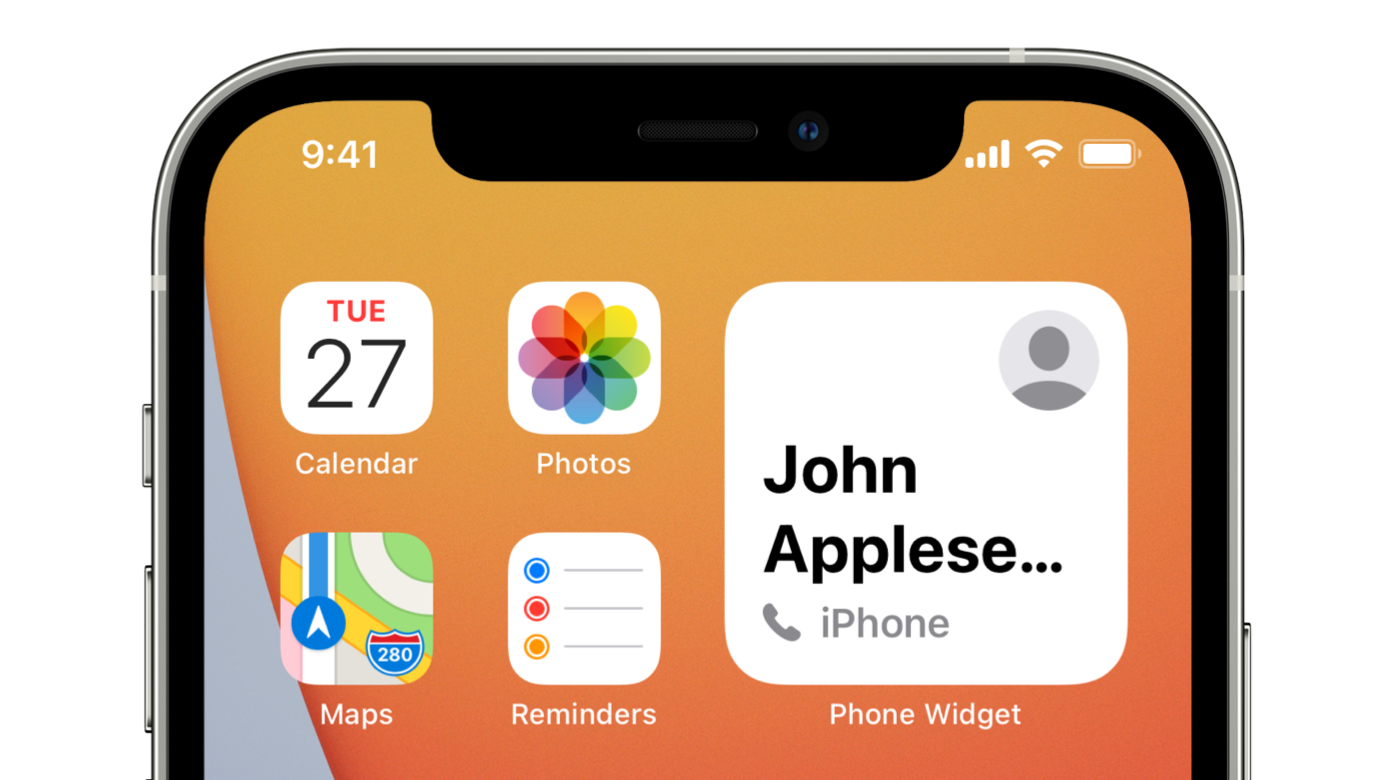 9:41
TUE
27
Calendar
Photos
John
Applese…
iPhone
280
Maps
Reminders
Phone Widget